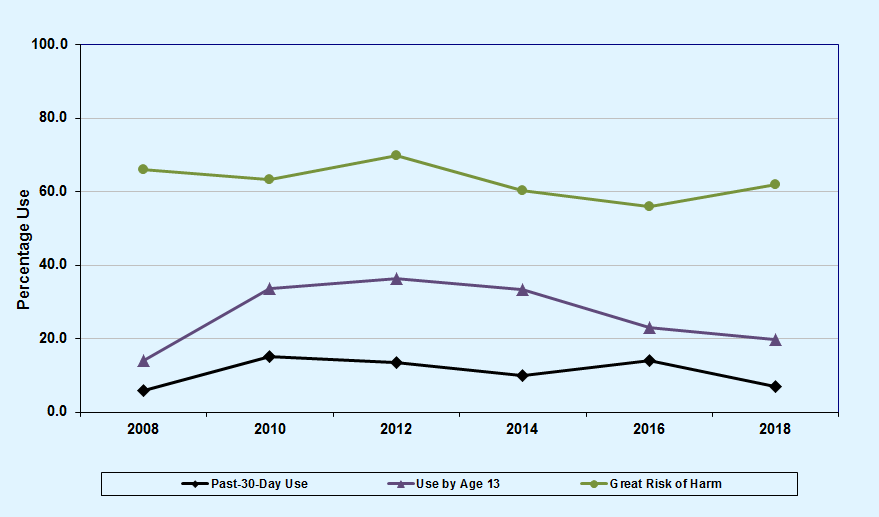 100.0
80.0
60.0
40.0
20.0
0.0
Percentage Use
2008 2010 2012 2014 2016 2018
Past-30-Day Use Use by Age 13 Great Risk of Harm